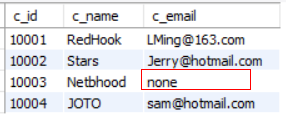 c_id c_name c_email
10001 RedHook LMing@163.com
10002 Stars Jerry@hotmail.com
10003 Netbhood none
10004 JOTO sam@hotmail.com